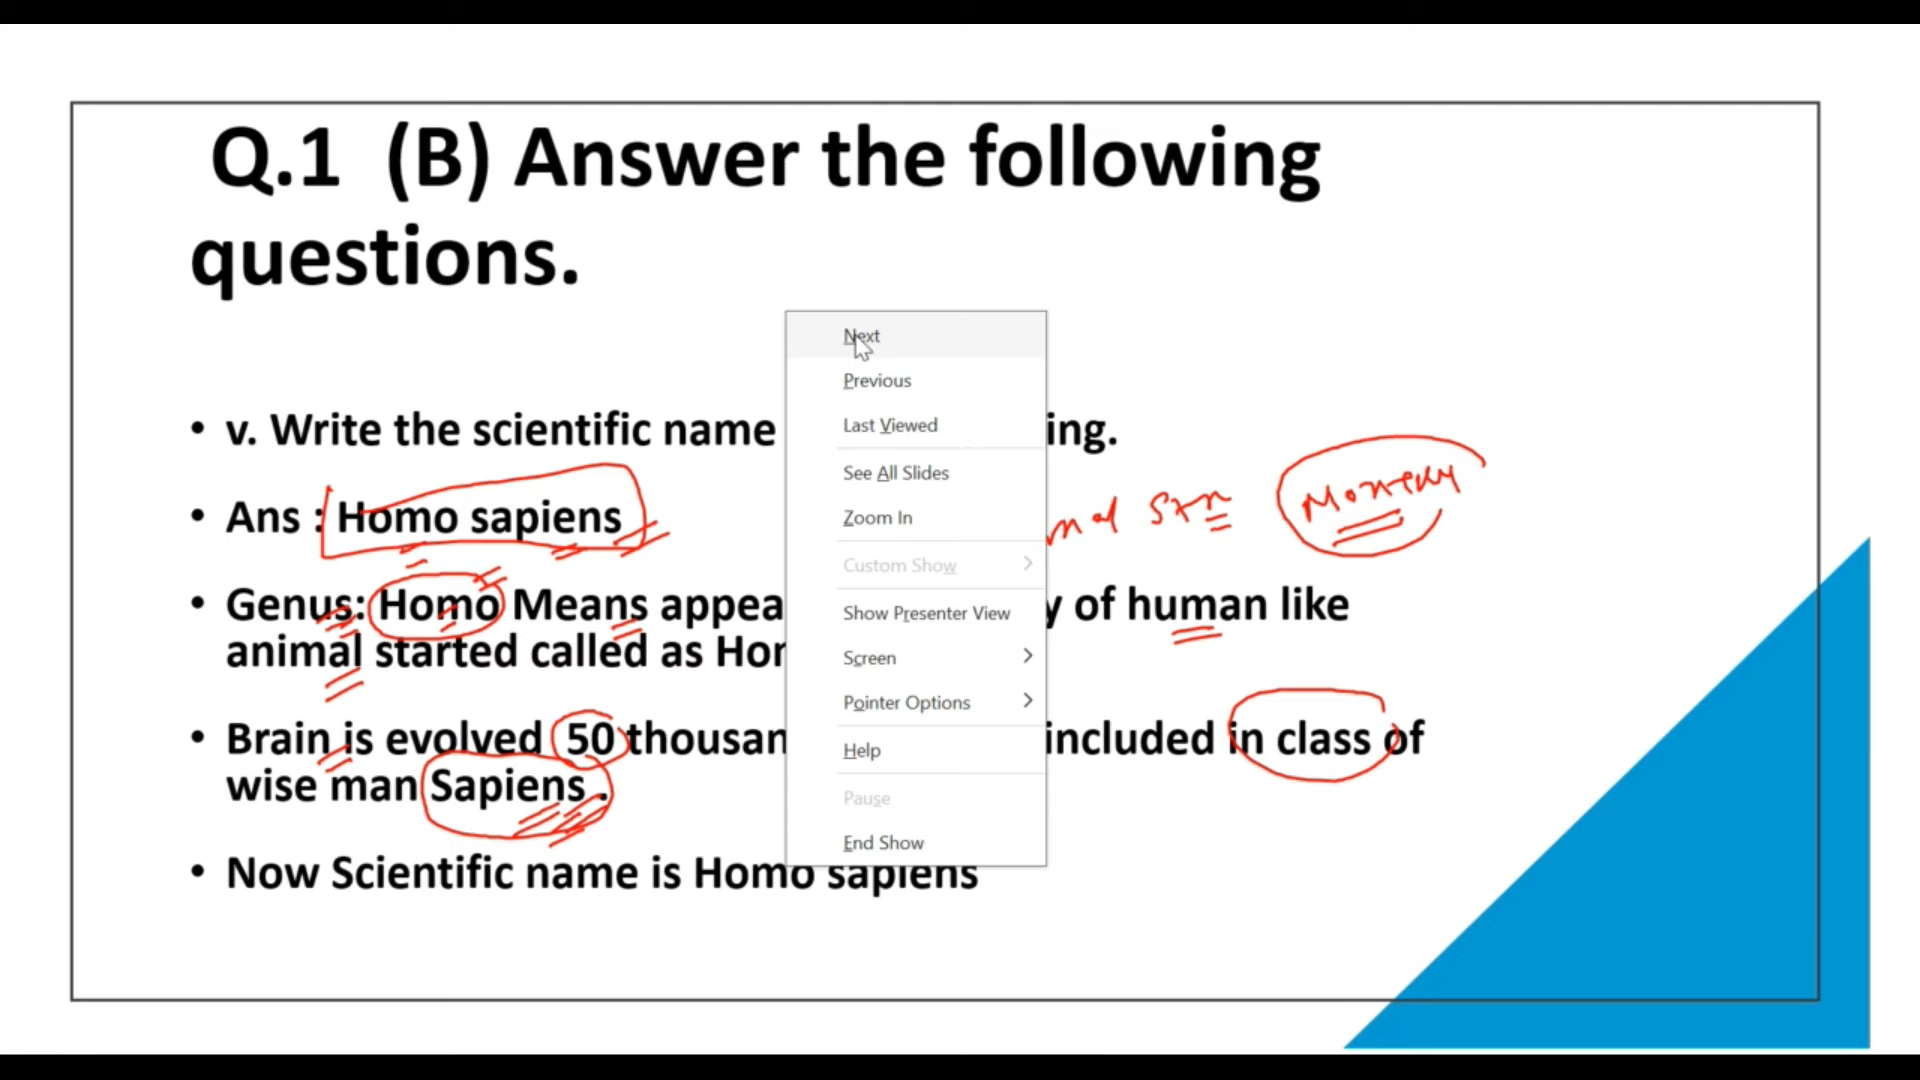 Q.1 (B) Answer the following
questions.
• v. Write the scientific name ing.
• Ans : Homo sapiens
• Genus: Homo Means appea y of human like
animal started called as Hor
• Brain is evolved 50 thousan included in class of
wise man Sapiens .
• Now Scientific name is Homo sapiens
Next
Previous
Last Viewed
See All Slides
Zoom In
Custom Show
Show Presenter View
Screen
Pointer Options
Help
Pause
End Show